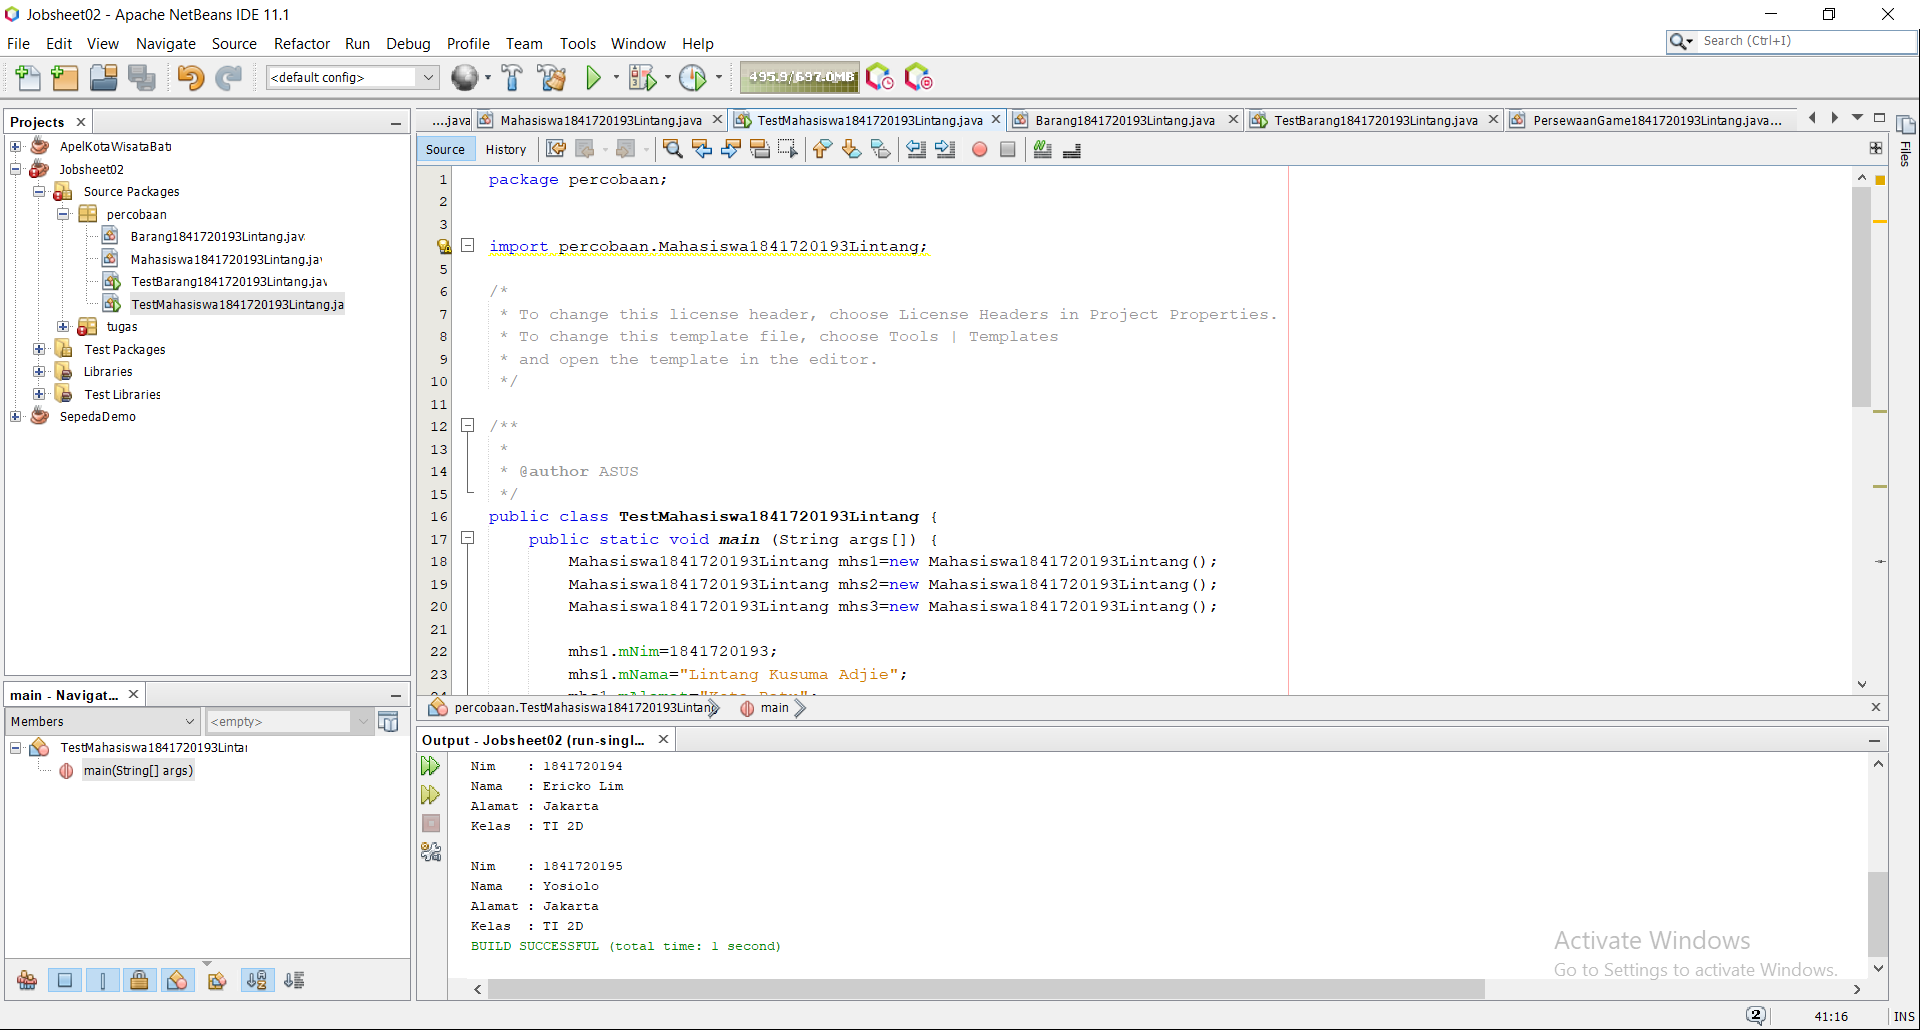 Jobsheet02 - Apache NetBeans IDE 11.1
File Edit View Navigate Source Refactor Run Debug Profile Team Tools Window Help
Search (Ctrl+I)
<default config>
495.9/697.0MB
Projects
ApelKotaWisataBatu
Jobsheet02
Source Packages
percobaan
Barang1841720193Lintang.jav
Mahasiswa1841720193Lintang.jav
TestBarang1841720193Lintang.jav
TestMahasiswa1841720193Lintang.ja
tugas
Test Packages
Libraries
Test Libraries
SepedaDemo
....java
Mahasiswa1841720193Lintang.java
TestMahasiswa1841720193Lintang.java
Barang1841720193Lintang.java
TestBarang1841720193Lintang.java
PersewaanGame1841720193Lintang.java...
Files
Source History
1 package percobaan;
2
3
import percobaan.Mahasiswa1841720193Lintang;
5
6 /*
7 * To change this license header, choose License Headers in Project Properties.
8 * To change this template file, choose Tools | Templates
9 * and open the template in the editor.
10 */
11
12 /**
13 *
14 * @author ASUS
15 */
16 public class TestMahasiswa1841720193Lintang {
17 public static void main (String args[]) {
18 Mahasiswa1841720193Lintang mhs1=new Mahasiswa1841720193Lintang();
19 Mahasiswa1841720193Lintang mhs2=new Mahasiswa1841720193Lintang();
20 Mahasiswa1841720193Lintang mhs3=new Mahasiswa1841720193Lintang();
21
22 mhs1.mNim=1841720193;
23 mhs1.mNama="Lintang Kusuma Adjie";
24 mhs1.mAlamat="Kota Batu";
percobaan.TestMahasiswa1841720193Lintang
main
main - Navigat...
Members
<empty>
TestMahasiswa1841720193Lintar
main(String[] args)
Output - Jobsheet02 (run-singl...
Nim : 1841720194
Nama : Ericko Lim
Alamat : Jakarta
Kelas : TI 2D
Nim : 1841720195
Nama : Yosiolo
Alamat : Jakarta
Kelas : TI 2D
BUILD SUCCESSFUL (total time: 1 second)
Activate Windows
Go to Settings to activate Windows.
2
41:16
INS